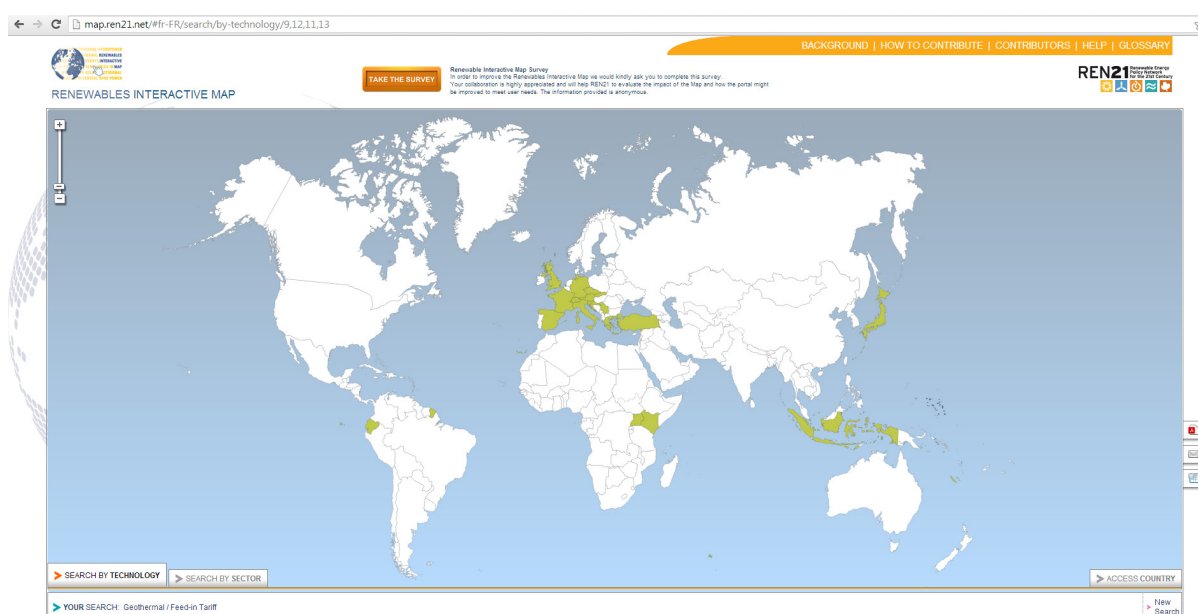 map.ren21.net/#fr-FR/search/by-technology/9,12,11,13
BACKGROUND | HOW TO CONTRIBUTE | CONTRIBUTORS | HELP | GLOSSARY
TAKE THE SURVEY
Renewable Interactive Map Survey
In order to improve the Renewables Interactive Map we would kindly ask you to complete this survey.
Your collaboration is highly appreciated and will help REN21 to evaluate the impact of the Map and how the portal might
be improved to meet user needs. The information provided is anonymous.
REN21
Renewable Energy
Policy Network
for the 21st Century
RENEWABLES INTERACTIVE MAP
SEARCH BY TECHNOLOGY
SEARCH BY SECTOR
ACCESS COUNTRY
YOUR SEARCH: Geothermal / Feed-in Tariff
New
Search